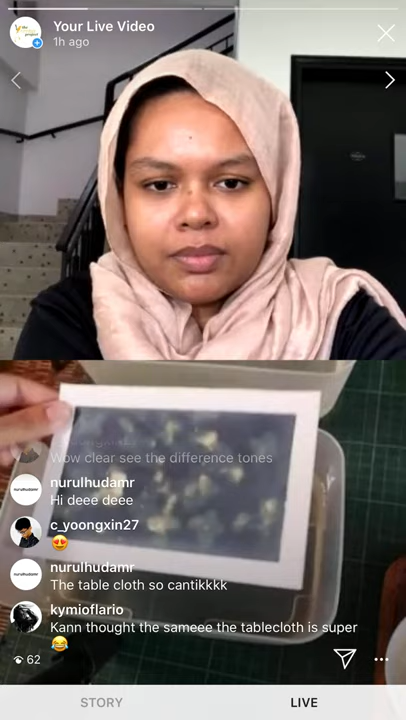 Your Live Video
1h ago
Wow clear see the difference tones
nurulhudamr
Hi deee deee
c_yoongxin27
😍
nurulhudamr
The table cloth so cantikkkk
kymioflario
Kann thought the sameee the tablecloth is super
😂
62
STORY
LIVE